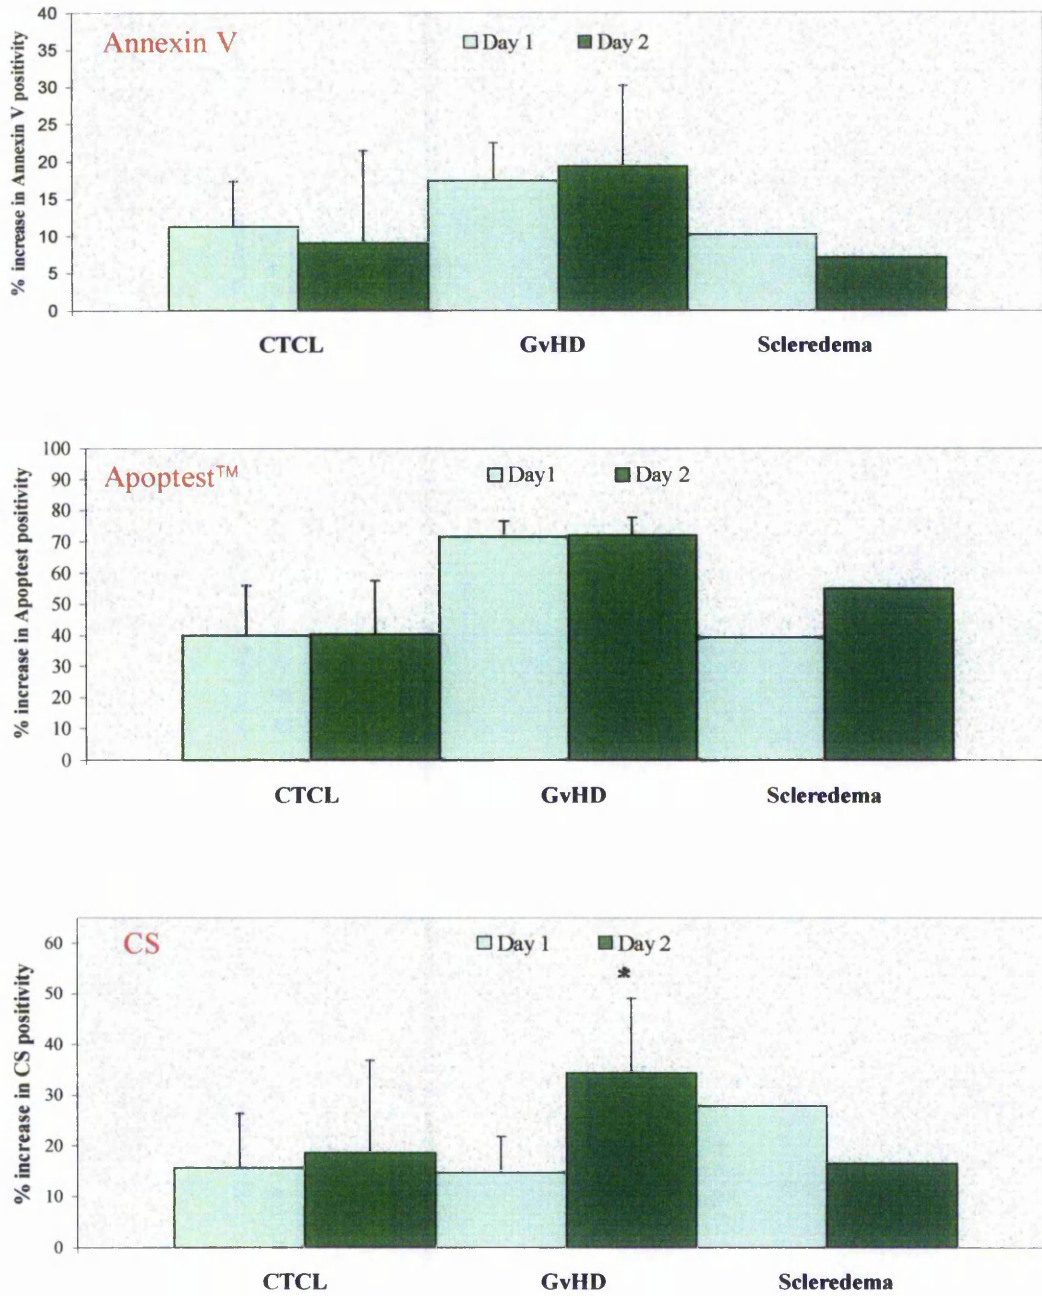 Annexin V
Day 1 Day 2
% increase in Annexin V positivity
40
35
30
25
20
15
10
5
0
CTCL GvHD Scleredema
Apoptest™
Day1 Day 2
% increase in Apoptest positivity
100
90
80
70
60
50
40
30
20
10
0
CTCL GvHD Scleredema
CS
Day 1 Day 2
*
% increase in CS positivity
60
50
40
30
20
10
0
CTCL GvHD Scleredema